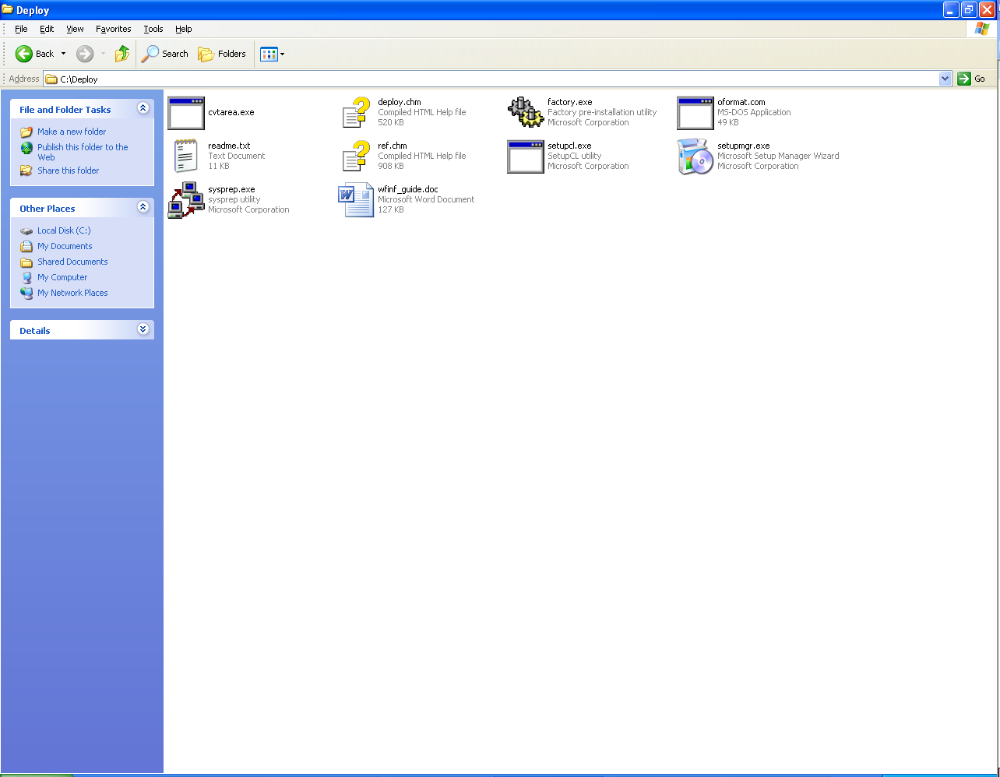 Deploy
File Edit View Favorites Tools Help
Back Search Folders
Address C:\Deploy Go
File and Folder Tasks
Make a new folder
Publish this folder to the
Web
Share this folder
Other Places
Local Disk (C:)
My Documents
Shared Documents
My Computer
My Network Places
Details
cvtarea.exe
deploy.chm
Compiled HTML Help file
520 KB
factory.exe
Factory pre-installation utility
Microsoft Corporation
oformat.com
MS-DOS Application
49 KB
readme.txt
Text Document
11 KB
ref.chm
Compiled HTML Help file
908 KB
setupcl.exe
SetupCL utility
Microsoft Corporation
setupmgr.exe
Microsoft Setup Manager Wizard
Microsoft Corporation
sysprep.exe
sysprep utility
Microsoft Corporation
wfinf_guide.doc
Microsoft Word Document
127 KB